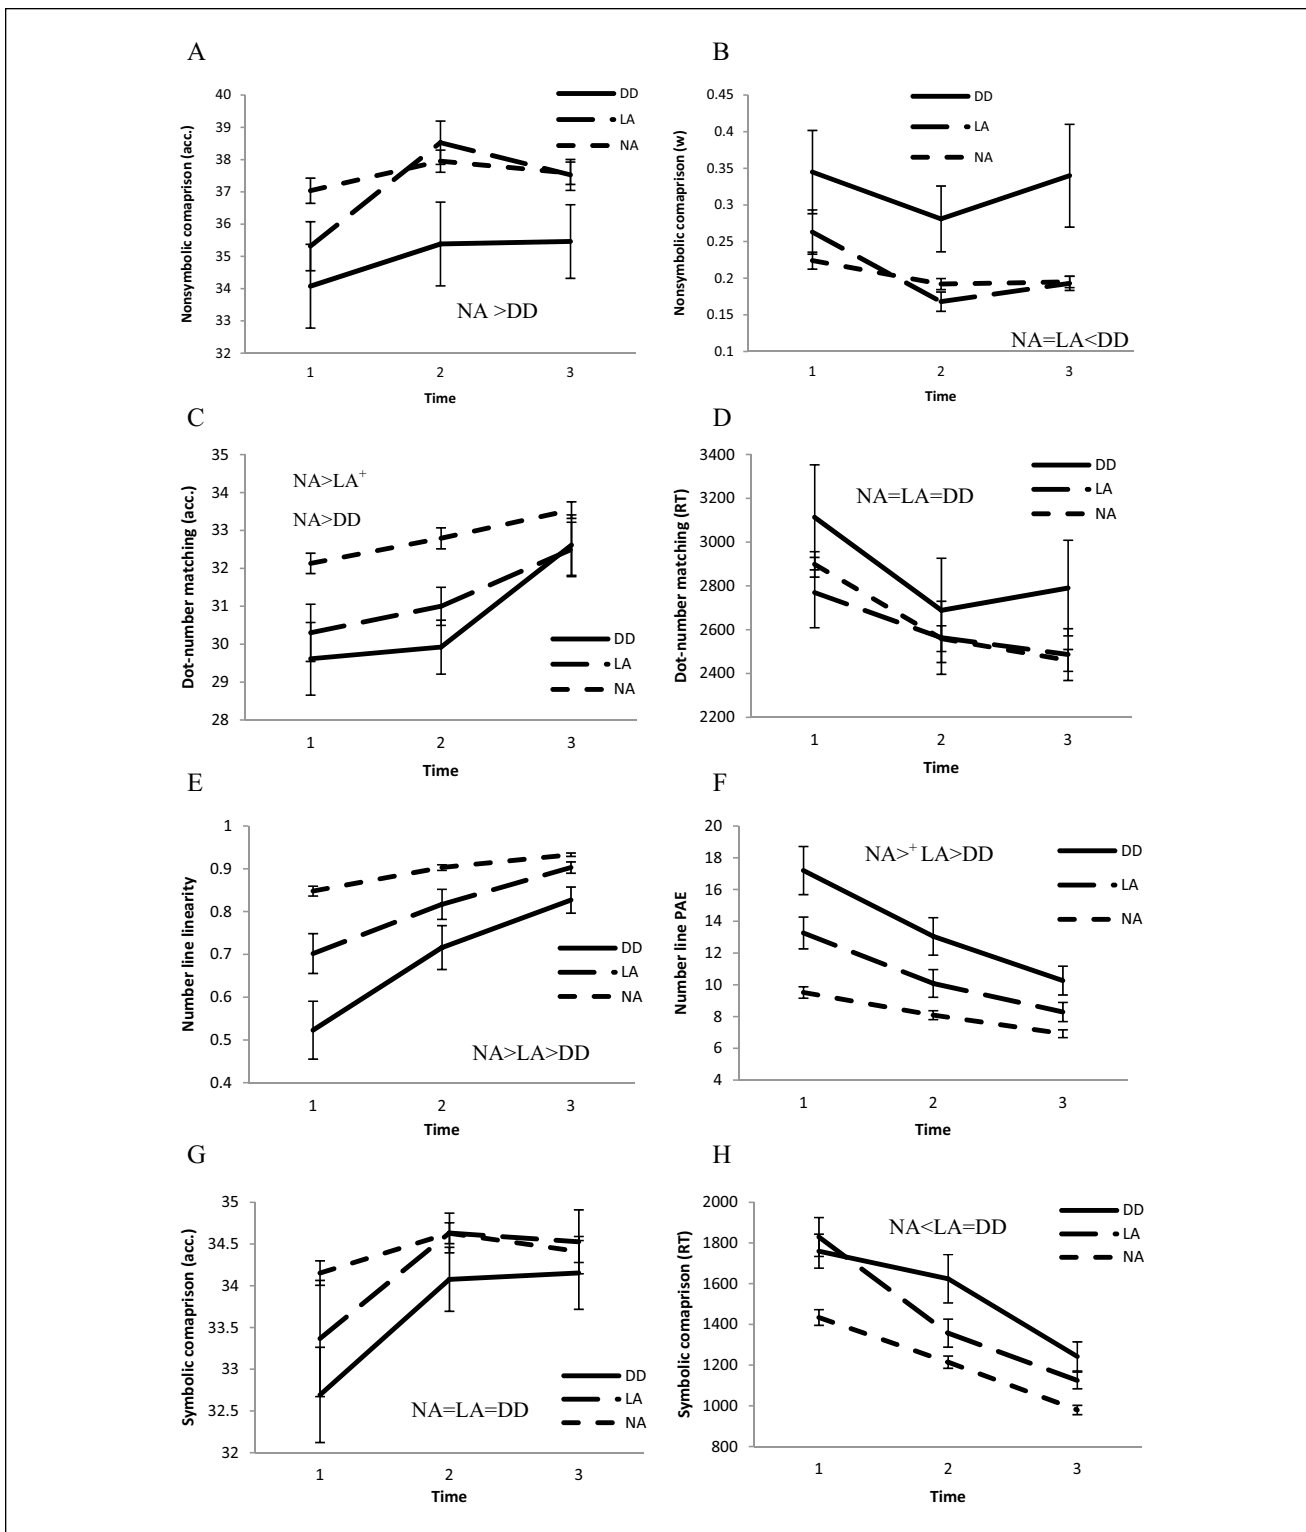 A
Nonsymbolic comaprison (acc.)
40
39
38
37
36
35
34
33
32
DD
LA
NA
NA >DD
1 2 3
Time
B
Nonsymbolic comaprison (w)
0.45
0.4
0.35
0.3
0.25
0.2
0.15
0.1
DD
LA
NA
NA=LA<DD
1 2 3
Time
C
Dot-number matching (acc.)
35
34
33
32
31
30
29
28
NA>LA+
NA>DD
DD
LA
NA
1 2 3
Time
D
Dot-number matching (RT)
3400
3200
3000
2800
2600
2400
2200
NA=LA=DD
DD
LA
NA
1 2 3
Time
E
Number line linearity
1
0.9
0.8
0.7
0.6
0.5
0.4
DD
LA
NA
NA>LA>DD
1 2 3
Time
F
Number line PAE
20
18
16
14
12
10
8
6
4
NA>+ LA>DD
DD
LA
NA
1 2 3
Time
G
Symbolic comaprison (acc.)
35
34.5
34
33.5
33
32.5
32
DD
LA
NA
NA=LA=DD
1 2 3
Time
H
Symbolic comaprison (RT)
2000
1800
1600
1400
1200
1000
800
NA<LA=DD
DD
LA
NA
1 2 3
Time